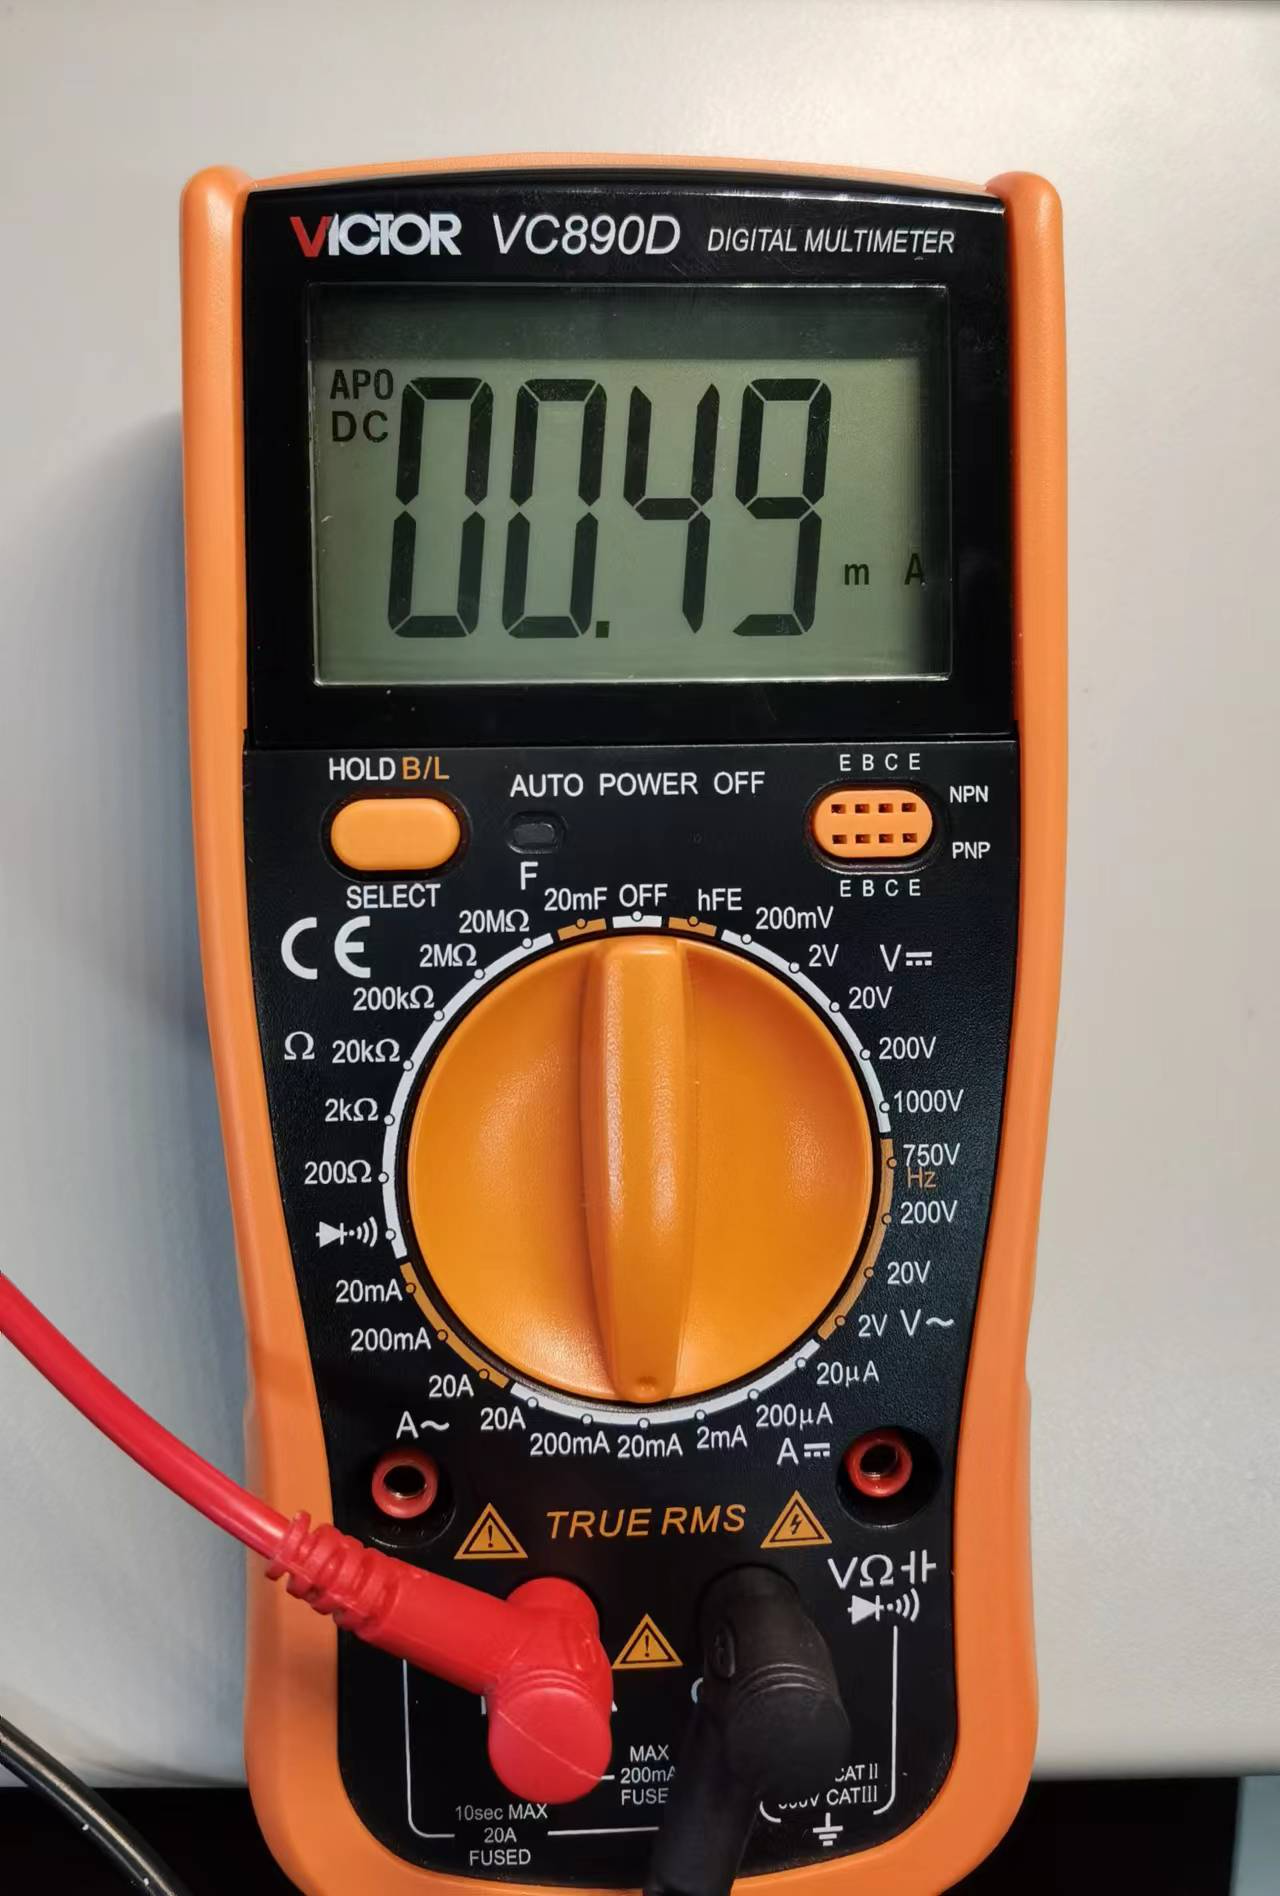 VICTOR VC890D DIGITAL MULTIMETER
APO
DC
00.49
m A
HOLD B/L
AUTO POWER OFF
E B C E
NPN
PNP
E B C E
SELECT
F
20mF
OFF
hFE
CE
20MΩ
2MΩ
200kΩ
Ω
20kΩ
2kΩ
200Ω
200mV
2V
V⎓
20V
200V
1000V
750V
Hz
200V
20V
2V V~
20mA
200mA
20A
A~
20A
200mA
20mA
2mA
200µA
20µA
A⎓
TRUE RMS
VΩ
MAX
200mA
FUSE
10sec MAX
20A
FUSED
CAT II
CAT III